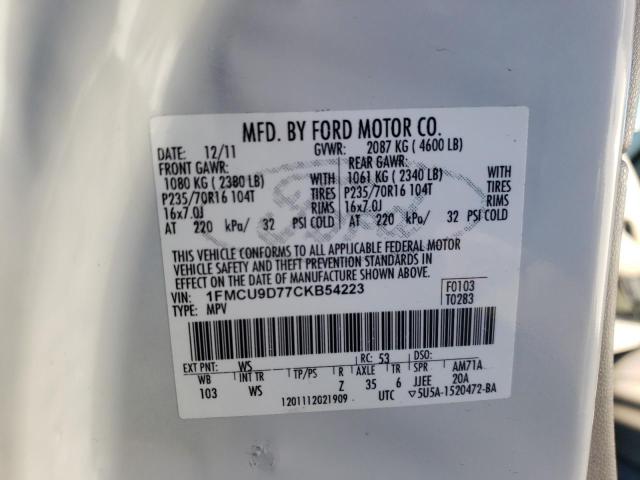 MFD. BY FORD MOTOR CO.
DATE: 12/11 GVWR: 2087 KG ( 4600 LB)
FRONT GAWR: REAR GAWR:
1080 KG ( 2380 LB) WITH 1061 KG ( 2340 LB) WITH
P235/70R16 104T TIRES P235/70R16 104T TIRES
16x7.0J RIMS 16x7.0J RIMS
AT 220 kPa/ 32 PSI COLD AT 220 kPa/ 32 PSI COLD
THIS VEHICLE CONFORMS TO ALL APPLICABLE FEDERAL MOTOR
VEHICLE SAFETY AND THEFT PREVENTION STANDARDS IN
EFFECT ON THE DATE OF MANUFACTURE SHOWN ABOVE.
VIN: 1FMCU9D77CKB54223 F0103
TYPE: MPV T0283
EXT PNT: WS RC: 53 DSO:
WB INT TR TP/PS R AXLE TR SPR AM71A
103 WS Z 35 6 JJEE 20A
1201112021909 UTC ▽5U5A-1520472-BA